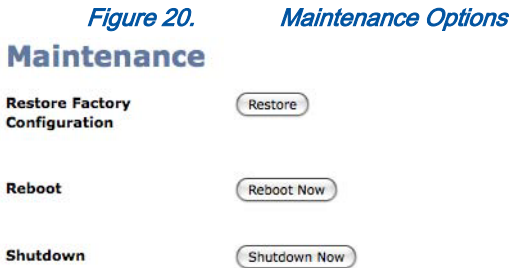 Figure 20. Maintenance Options
Maintenance
Restore Factory Restore
Configuration
Reboot Reboot Now
Shutdown Shutdown Now